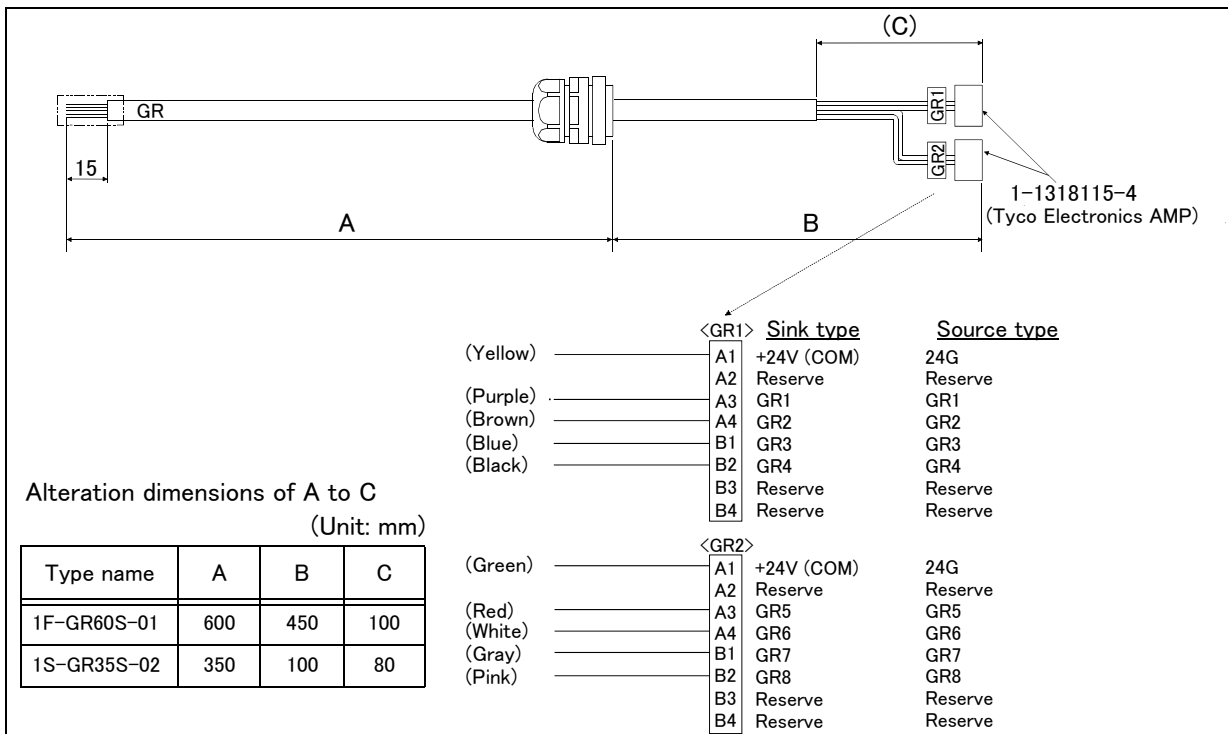 (C)
GR
GR1
GR2
15
1-1318115-4
(Tyco Electronics AMP)
A
B
<GR1> Sink type Source type
(Yellow) A1 +24V (COM) 24G
A2 Reserve Reserve
(Purple) A3 GR1 GR1
(Brown) A4 GR2 GR2
(Blue) B1 GR3 GR3
(Black) B2 GR4 GR4
B3 Reserve Reserve
B4 Reserve Reserve
<GR2>
(Green) A1 +24V (COM) 24G
A2 Reserve Reserve
(Red) A3 GR5 GR5
(White) A4 GR6 GR6
(Gray) B1 GR7 GR7
(Pink) B2 GR8 GR8
B3 Reserve Reserve
B4 Reserve Reserve
Alteration dimensions of A to C
(Unit: mm)
Type name A B C
1F-GR60S-01 600 450 100
1S-GR35S-02 350 100 80